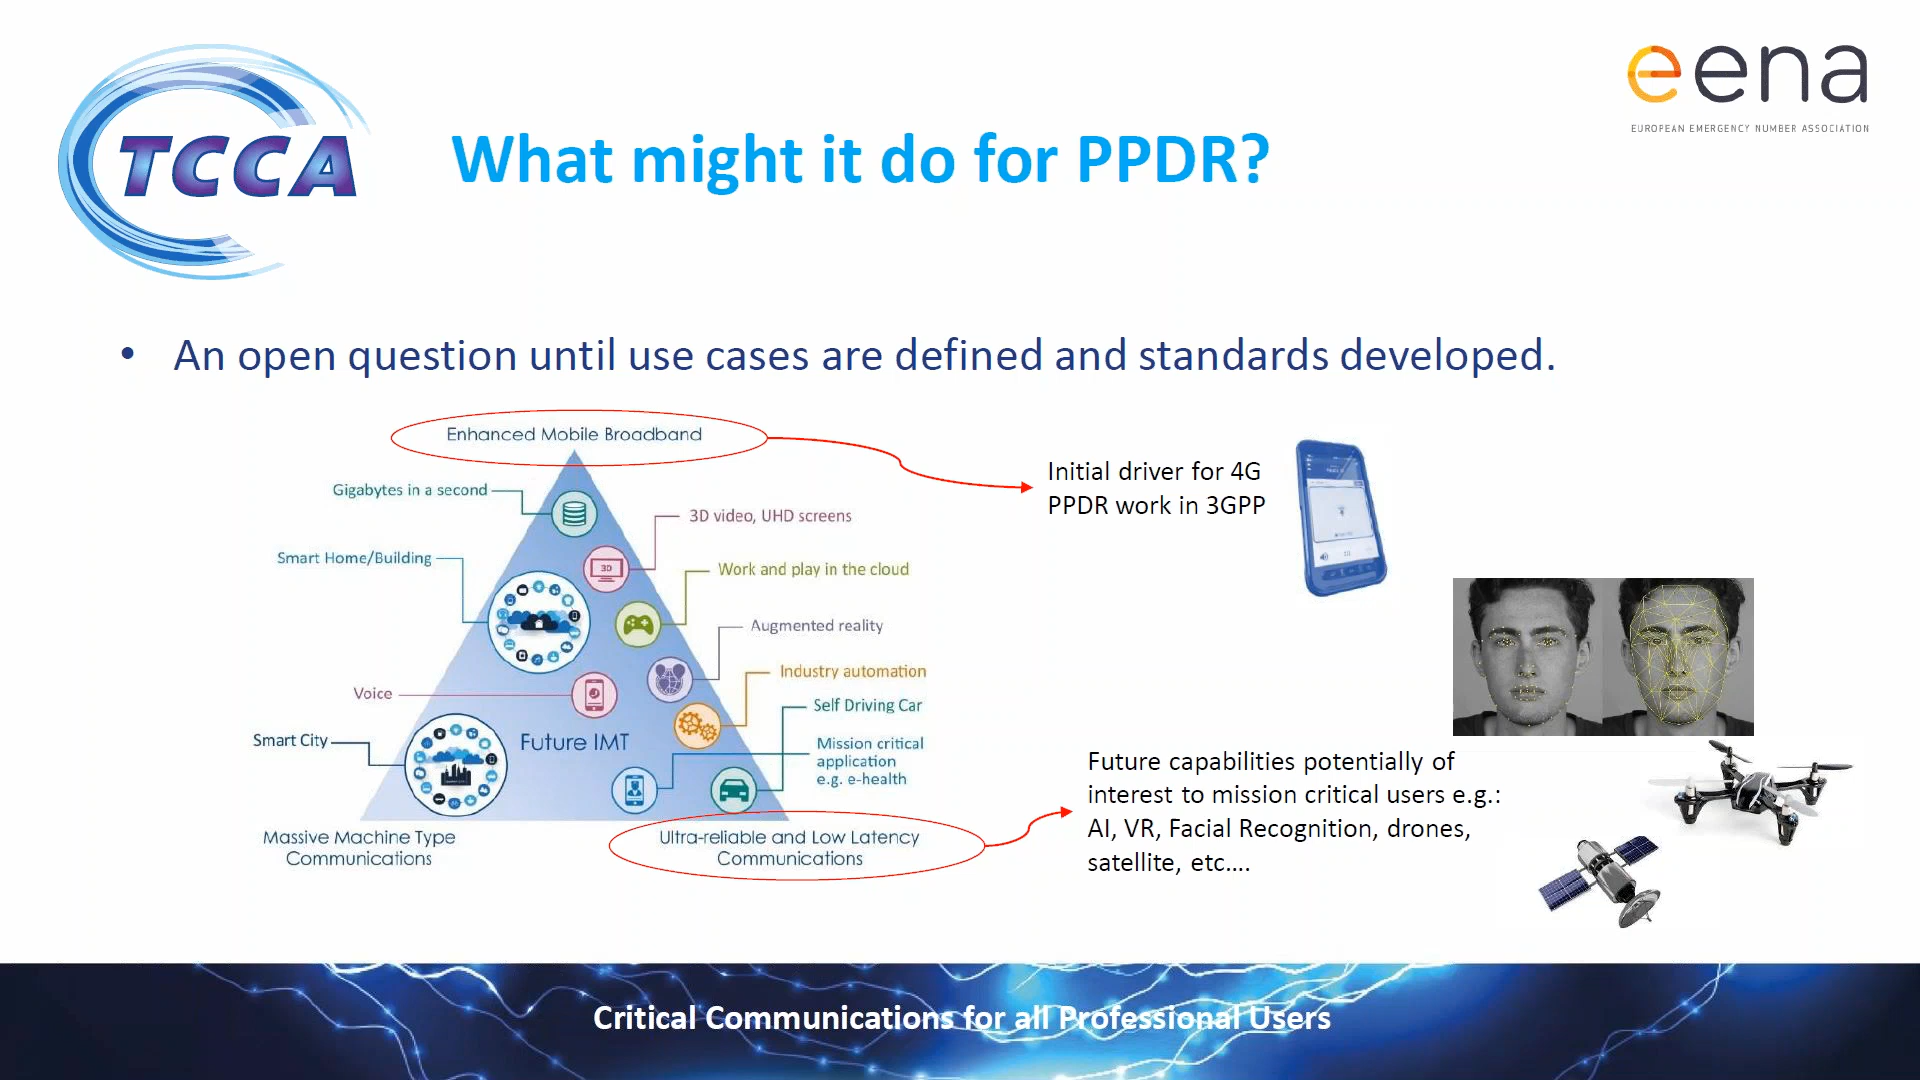 TCCA
eena
EUROPEAN EMERGENCY NUMBER ASSOCIATION
What might it do for PPDR?
• An open question until use cases are defined and standards developed.
Enhanced Mobile Broadband
Gigabytes in a second
3D video, UHD screens
3D
Smart Home/Building
Work and play in the cloud
Augmented reality
Industry automation
Voice
Self Driving Car
Smart City
Future IMT
Mission critical
application
e.g. e-health
Massive Machine Type
Communications
Ultra-reliable and Low Latency
Communications
Initial driver for 4G
PPDR work in 3GPP
Future capabilities potentially of
interest to mission critical users e.g.:
AI, VR, Facial Recognition, drones,
satellite, etc....
Critical Communications for all Professional Users